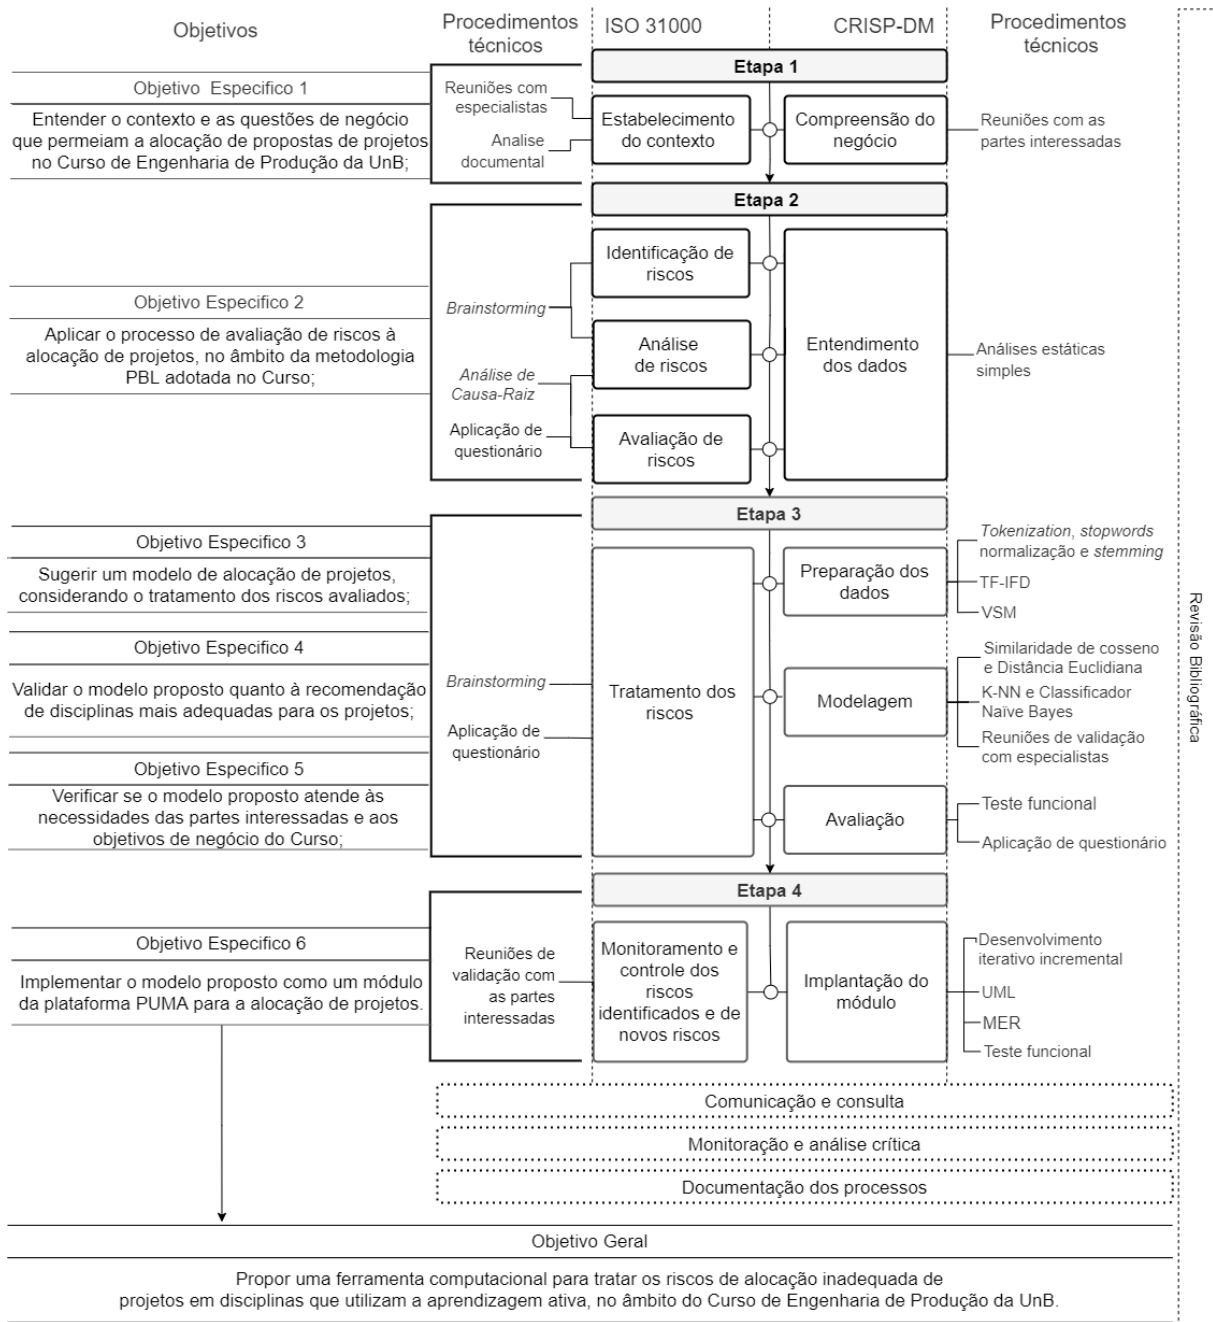 Objetivos
Procedimentos
técnicos
ISO 31000
CRISP-DM
Procedimentos
técnicos
Etapa 1
Objetivo Especifico 1
Entender o contexto e as questões de negócio
que permeiam a alocação de propostas de projetos
no Curso de Engenharia de Produção da UnB;
Reuniões com
especialistas
Analise
documental
Estabelecimento
do contexto
Compreensão do
negócio
Reuniões com as
partes interessadas
Etapa 2
Objetivo Especifico 2
Aplicar o processo de avaliação de riscos à
alocação de projetos, no âmbito da metodologia
PBL adotada no Curso;
Brainstorming
Análise de
Causa-Raiz
Aplicação de
questionário
Identificação de
riscos
Análise
de riscos
Avaliação de
riscos
Entendimento
dos dados
Análises estáticas
simples
Etapa 3
Objetivo Especifico 3
Sugerir um modelo de alocação de projetos,
considerando o tratamento dos riscos avaliados;
Objetivo Especifico 4
Validar o modelo proposto quanto à recomendação
de disciplinas mais adequadas para os projetos;
Objetivo Especifico 5
Verificar se o modelo proposto atende às
necessidades das partes interessadas e aos
objetivos de negócio do Curso;
Brainstorming
Aplicação de
questionário
Tratamento dos
riscos
Preparação dos
dados
Tokenization, stopwords
normalização e stemming
TF-IFD
VSM
Modelagem
Similaridade de cosseno
e Distância Euclidiana
K-NN e Classificador
Naïve Bayes
Reuniões de validação
com especialistas
Avaliação
Teste funcional
Aplicação de questionário
Etapa 4
Objetivo Especifico 6
Implementar o modelo proposto como um módulo
da plataforma PUMA para a alocação de projetos.
Reuniões de
validação com
as partes
interessadas
Monitoramento e
controle dos
riscos
identificados e de
novos riscos
Implantação do
módulo
Desenvolvimento
iterativo incremental
UML
MER
Teste funcional
Revisão Bibliográfica
Comunicação e consulta
Monitoração e análise crítica
Documentação dos processos
Objetivo Geral
Propor uma ferramenta computacional para tratar os riscos de alocação inadequada de
projetos em disciplinas que utilizam a aprendizagem ativa, no âmbito do Curso de Engenharia de Produção da UnB.